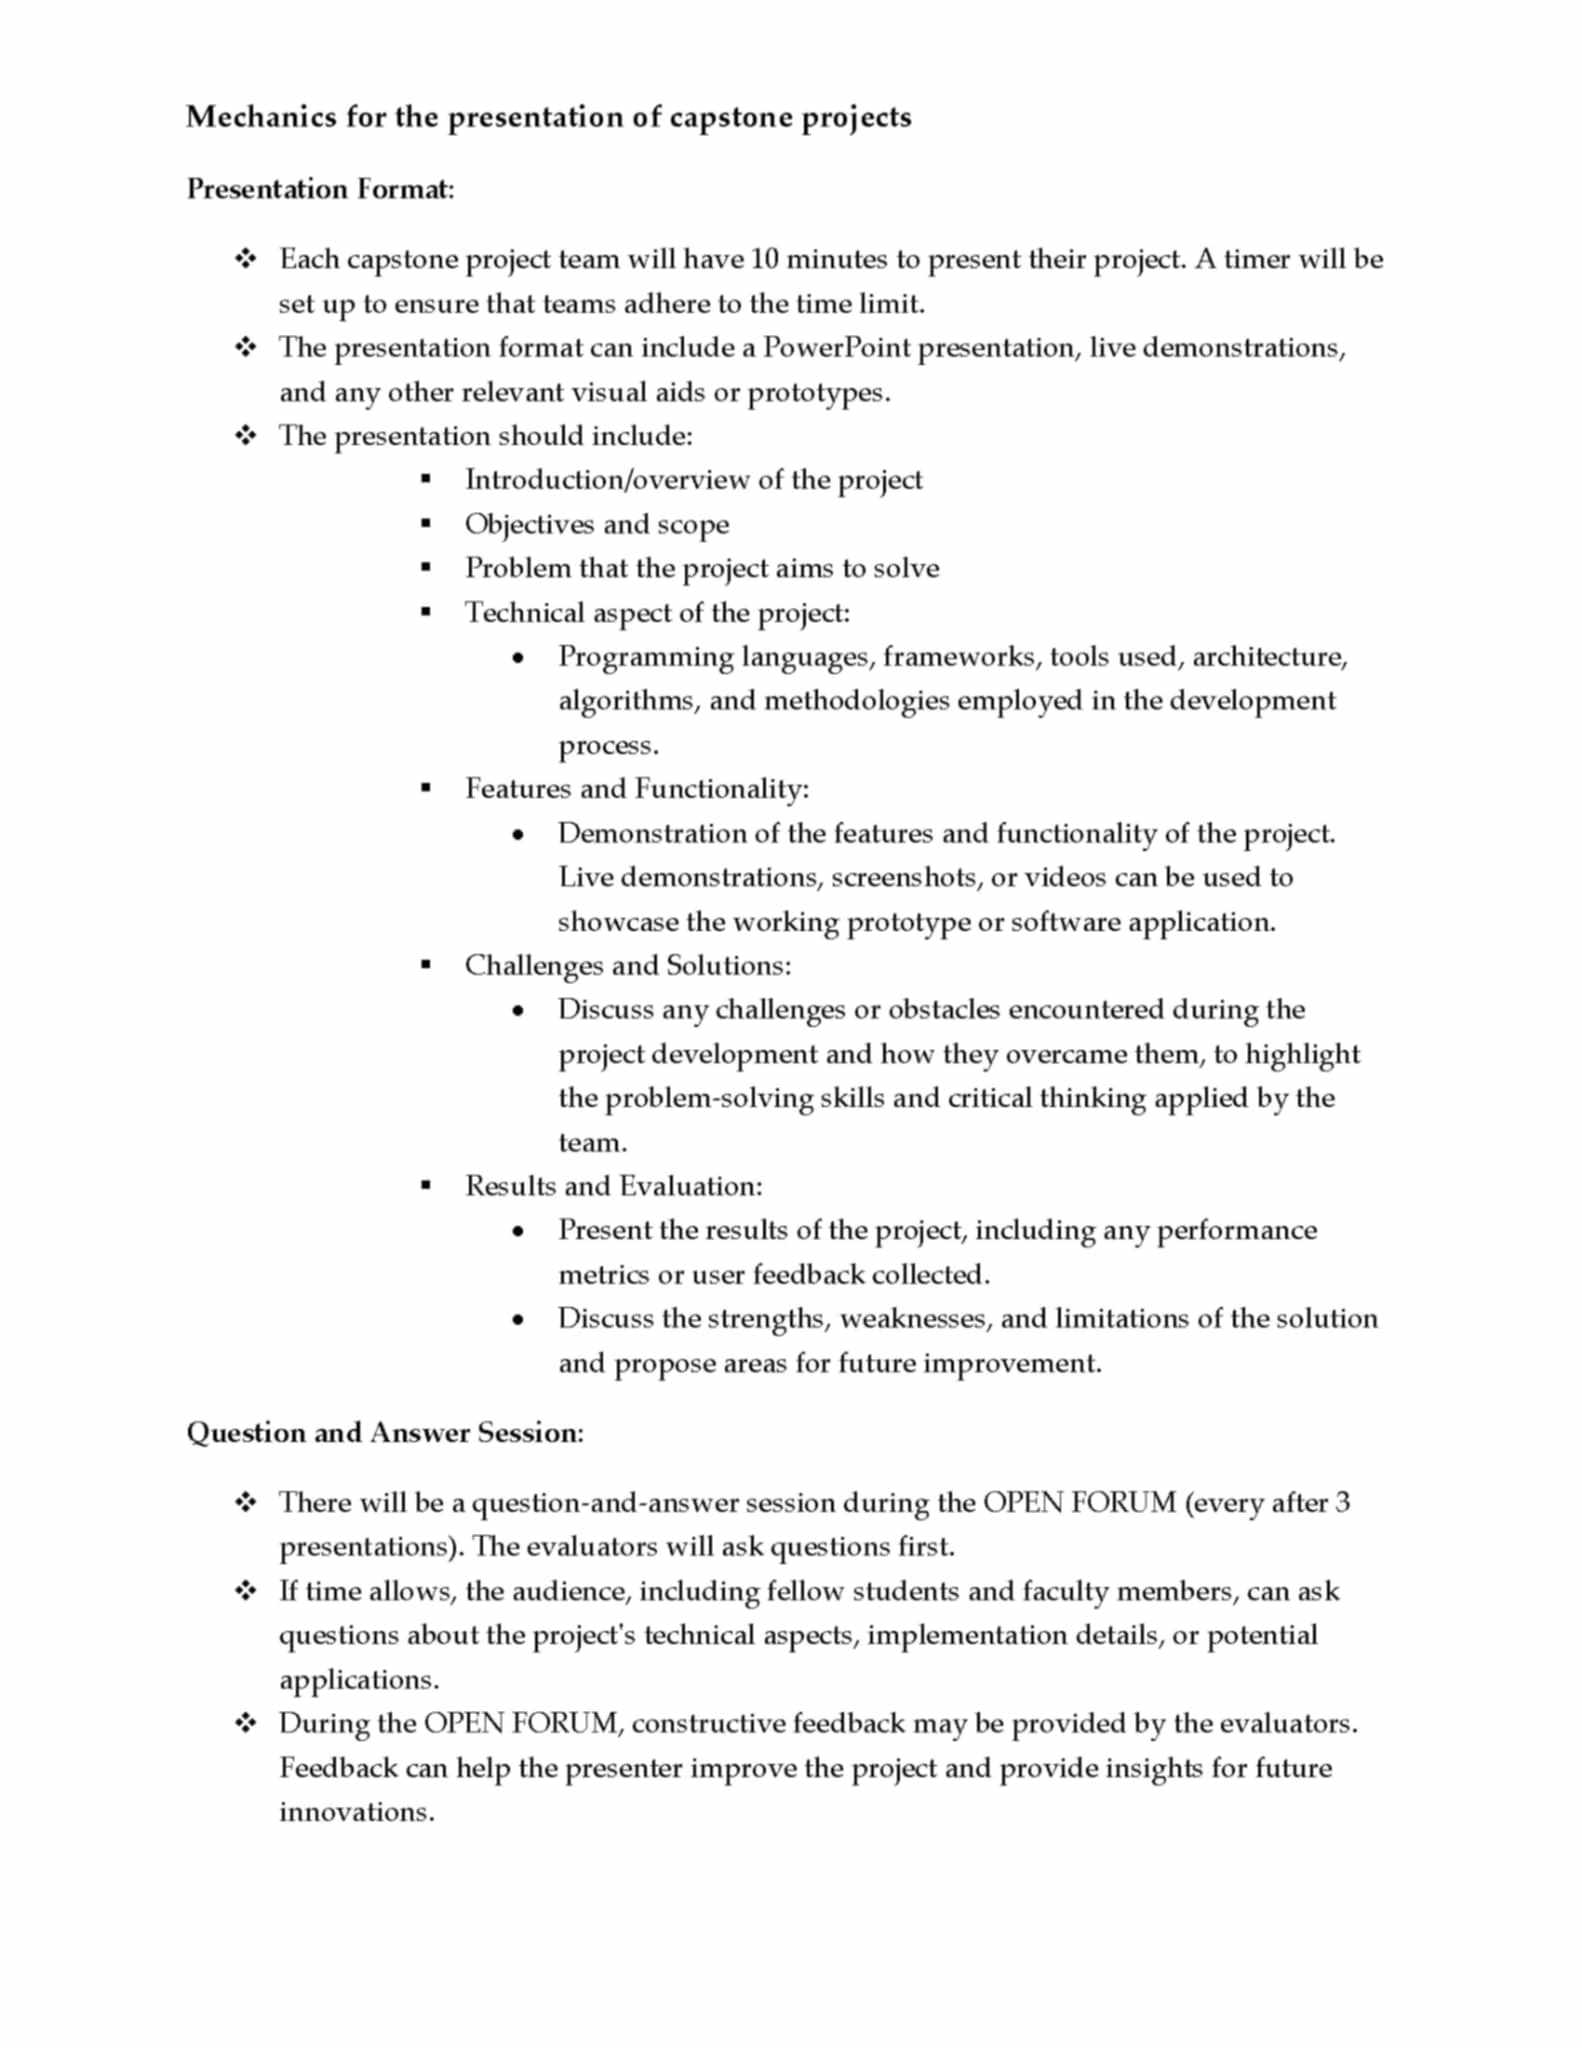 Mechanics for the presentation of capstone projects
Presentation Format:
❖ Each capstone project team will have 10 minutes to present their project. A timer will be
set up to ensure that teams adhere to the time limit.
❖ The presentation format can include a PowerPoint presentation, live demonstrations,
and any other relevant visual aids or prototypes.
❖ The presentation should include:
▪ Introduction/overview of the project
▪ Objectives and scope
▪ Problem that the project aims to solve
▪ Technical aspect of the project:
● Programming languages, frameworks, tools used, architecture,
algorithms, and methodologies employed in the development
process.
▪ Features and Functionality:
● Demonstration of the features and functionality of the project.
Live demonstrations, screenshots, or videos can be used to
showcase the working prototype or software application.
▪ Challenges and Solutions:
● Discuss any challenges or obstacles encountered during the
project development and how they overcame them, to highlight
the problem-solving skills and critical thinking applied by the
team.
▪ Results and Evaluation:
● Present the results of the project, including any performance
metrics or user feedback collected.
● Discuss the strengths, weaknesses, and limitations of the solution
and propose areas for future improvement.
Question and Answer Session:
❖ There will be a question-and-answer session during the OPEN FORUM (every after 3
presentations). The evaluators will ask questions first.
❖ If time allows, the audience, including fellow students and faculty members, can ask
questions about the project's technical aspects, implementation details, or potential
applications.
❖ During the OPEN FORUM, constructive feedback may be provided by the evaluators.
Feedback can help the presenter improve the project and provide insights for future
innovations.